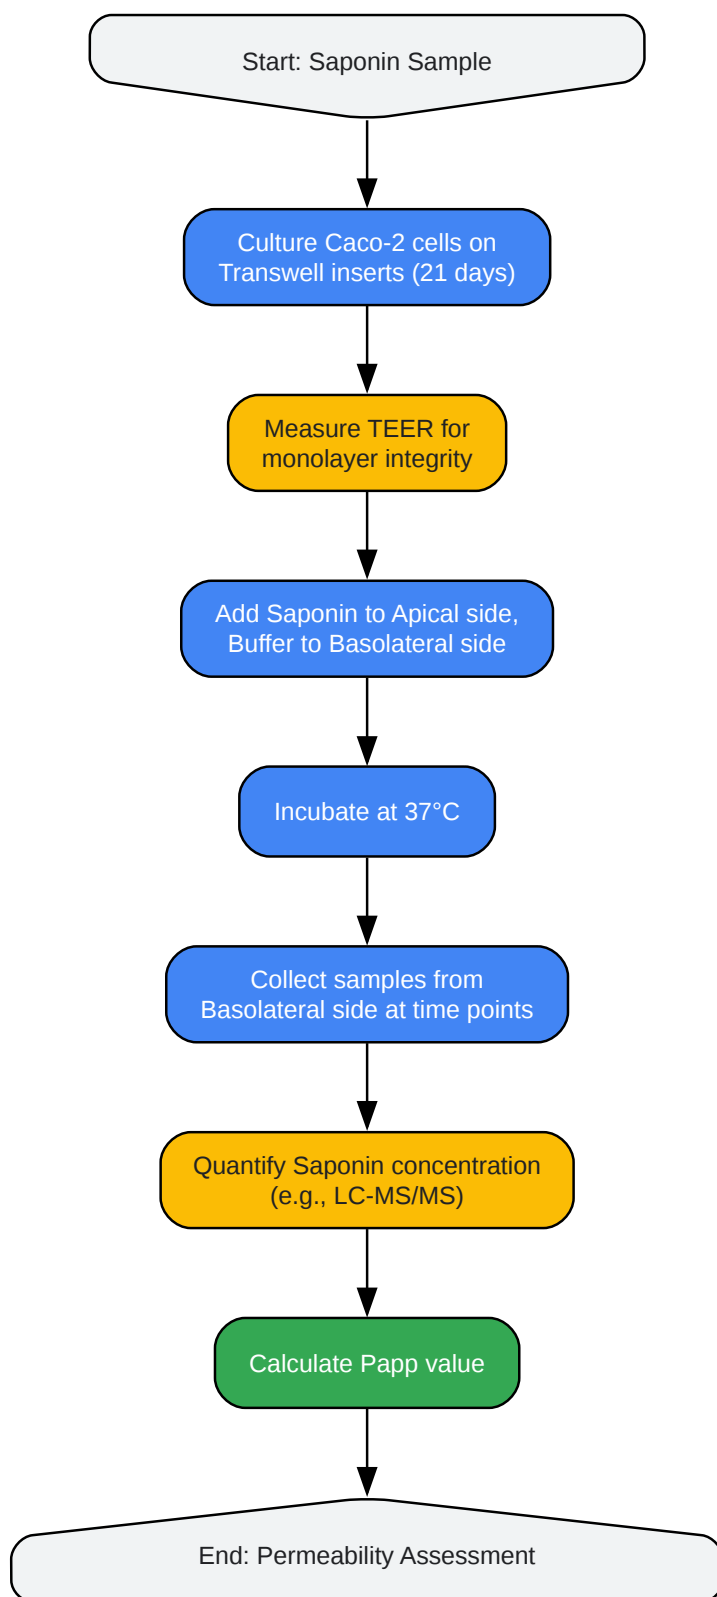 Start: Saponin Sample
Culture Caco-2 cells on
Transwell inserts (21 days)
Measure TEER for
monolayer integrity
Add Saponin to Apical side,
Buffer to Basolateral side
Incubate at 37°C
Collect samples from
Basolateral side at time points
Quantify Saponin concentration
(e.g., LC-MS/MS)
Calculate Papp value
End: Permeability Assessment